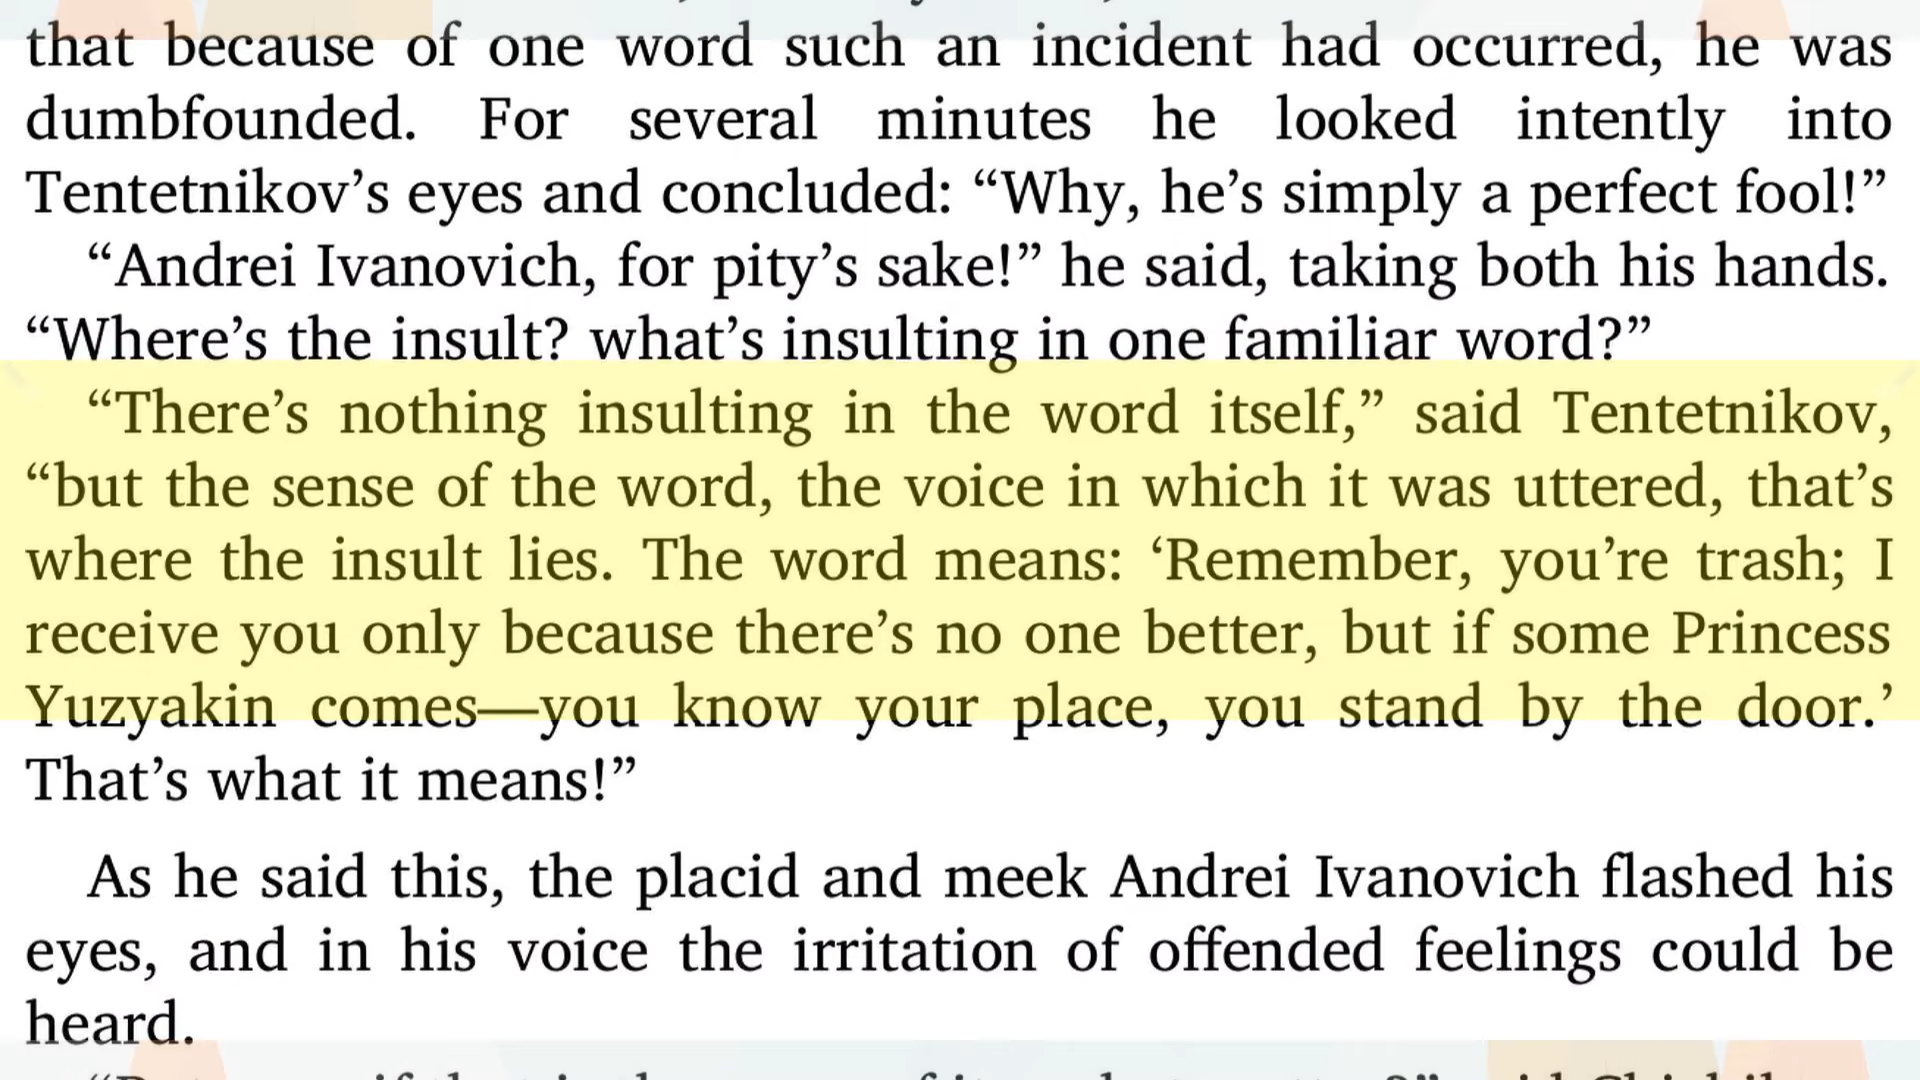 that because of one word such an incident had occurred, he was
dumbfounded. For several minutes he looked intently into
Tentetnikov’s eyes and concluded: “Why, he’s simply a perfect fool!”
“Andrei Ivanovich, for pity’s sake!” he said, taking both his hands.
“Where’s the insult? what’s insulting in one familiar word?”
“There’s nothing insulting in the word itself,” said Tentetnikov,
“but the sense of the word, the voice in which it was uttered, that’s
where the insult lies. The word means: ‘Remember, you’re trash; I
receive you only because there’s no one better, but if some Princess
Yuzyakin comes—you know your place, you stand by the door.’
That’s what it means!”
As he said this, the placid and meek Andrei Ivanovich flashed his
eyes, and in his voice the irritation of offended feelings could be
heard.